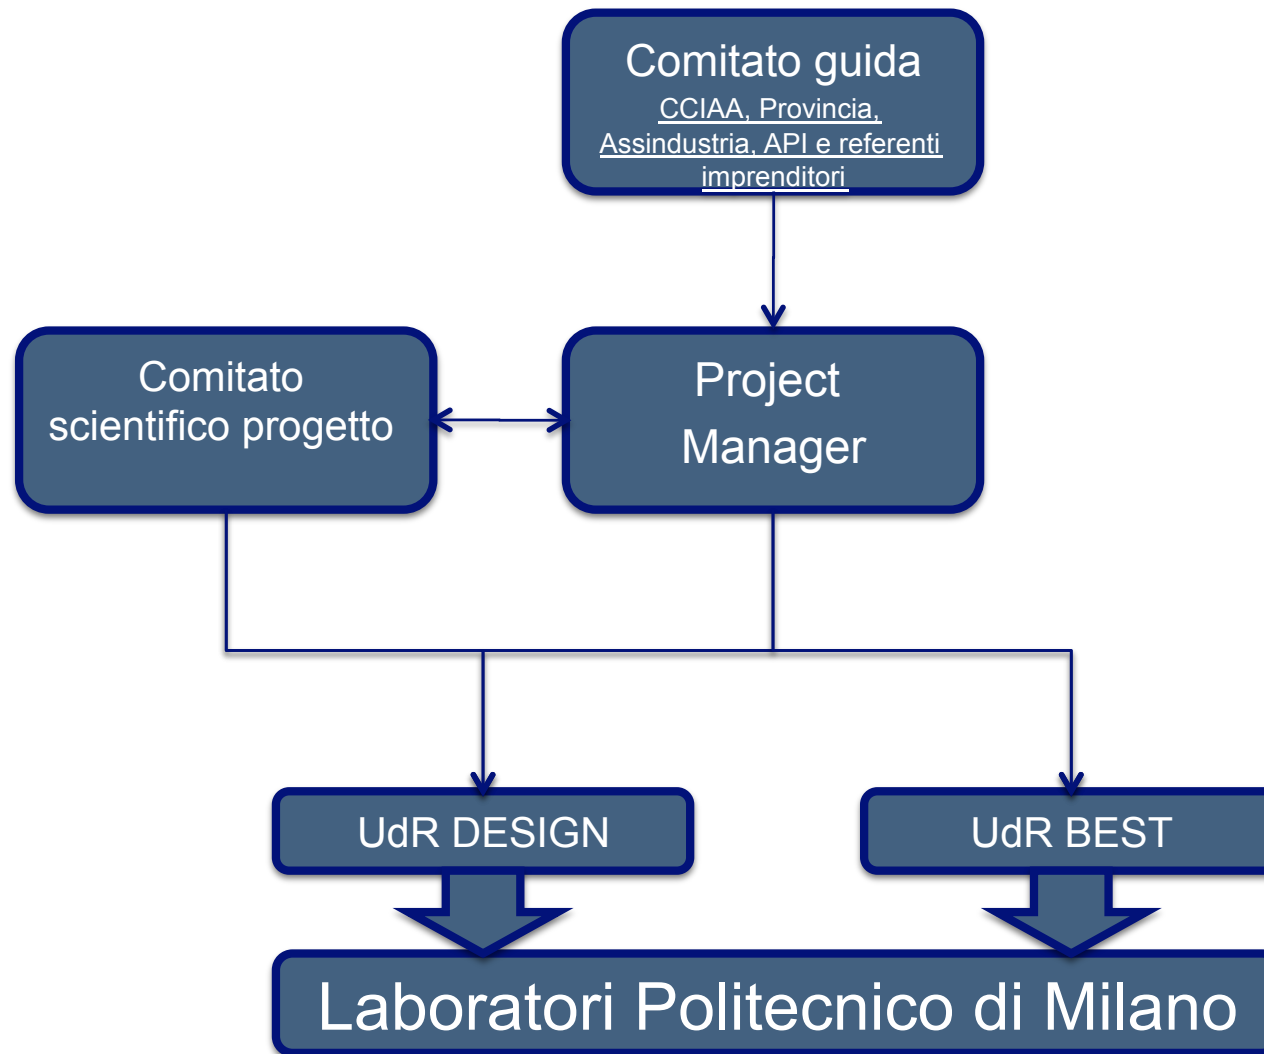 Comitato guida
CCIAA, Provincia,
Assindustria, API e referenti
imprenditori
Comitato
scientifico progetto
Project
Manager
UdR DESIGN
UdR BEST
Laboratori Politecnico di Milano